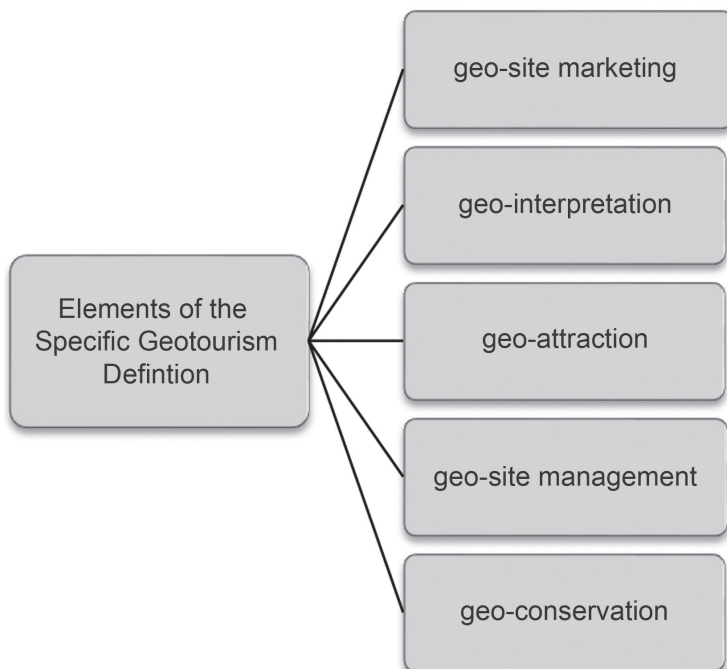 Elements of the
Specific Geotourism
Defintion
geo-site marketing
geo-interpretation
geo-attraction
geo-site management
geo-conservation